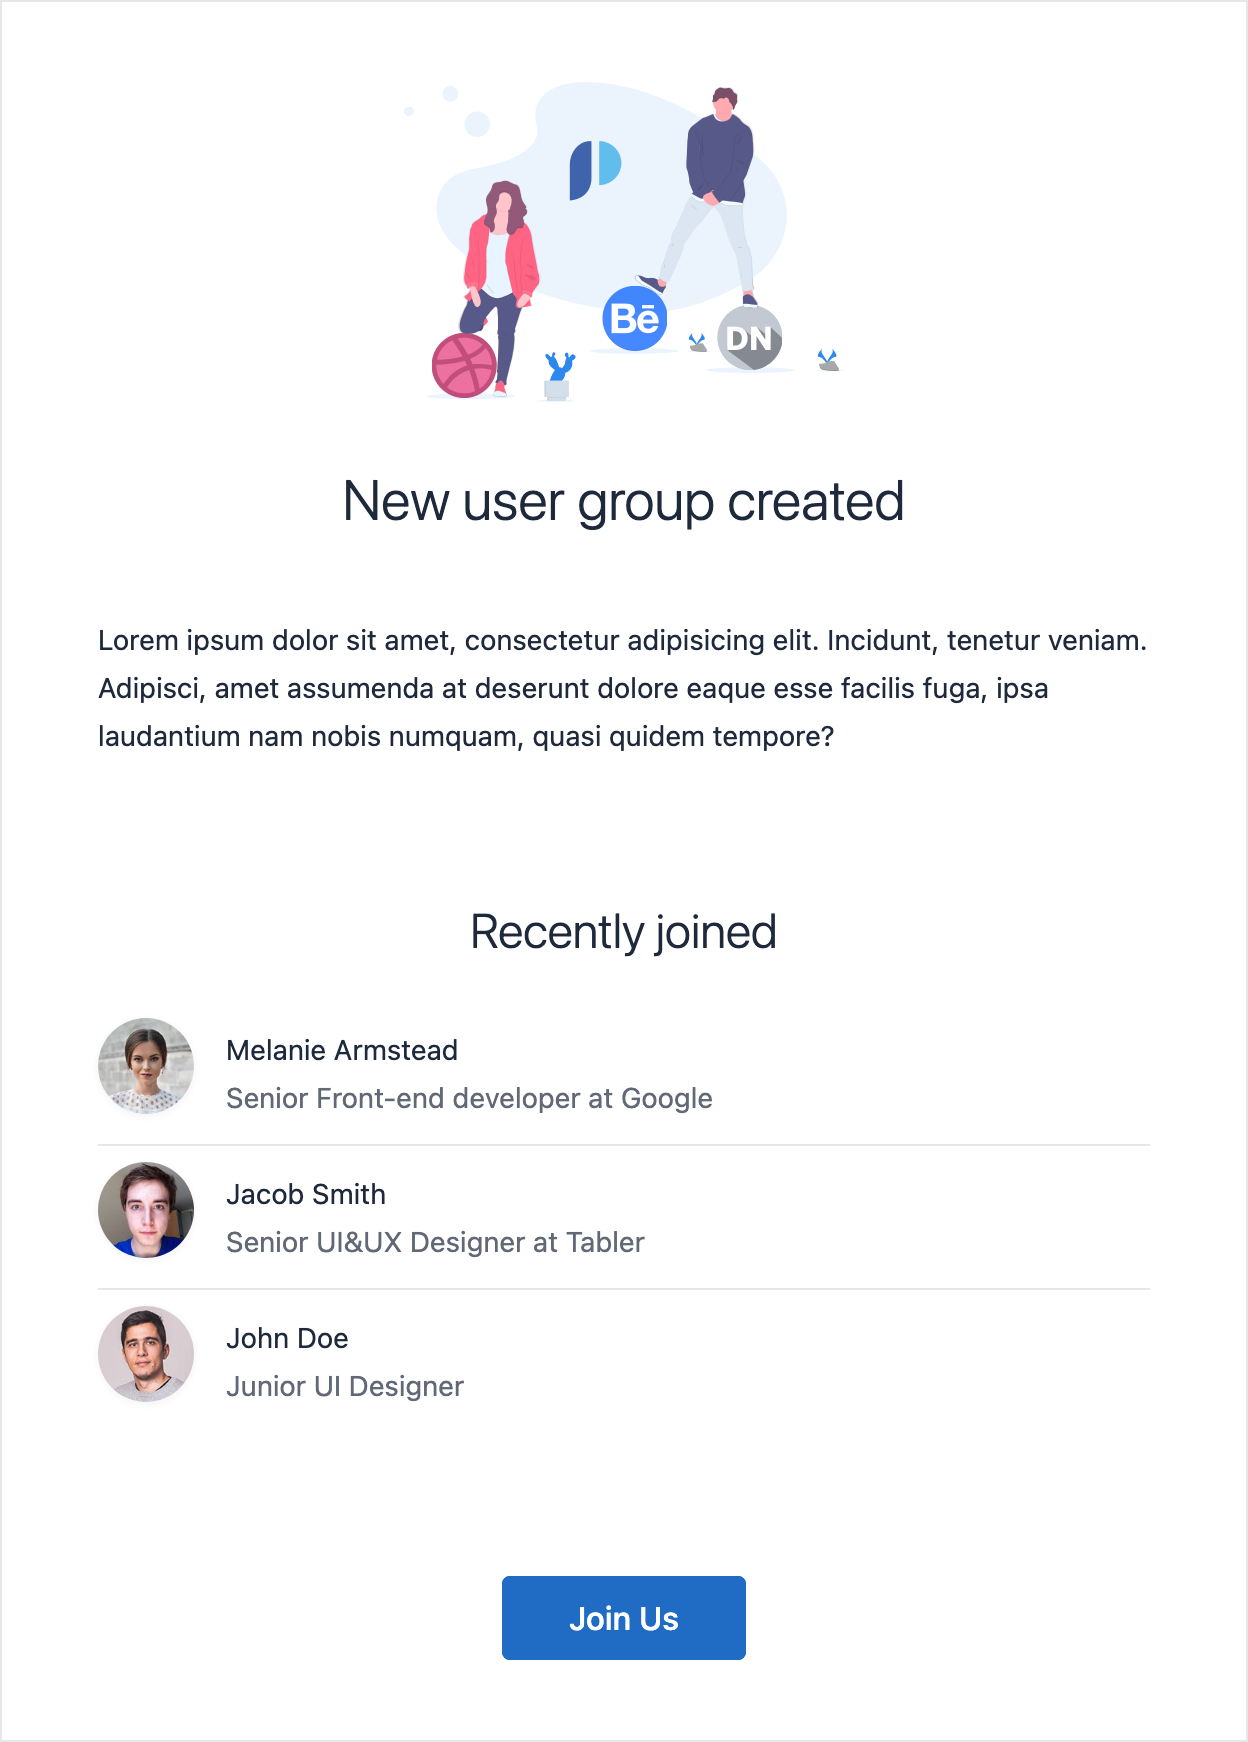 Bē
DN
New user group created
Lorem ipsum dolor sit amet, consectetur adipisicing elit. Incidunt, tenetur veniam.
Adipisci, amet assumenda at deserunt dolore eaque esse facilis fuga, ipsa
laudantium nam nobis numquam, quasi quidem tempore?
Recently joined
Melanie Armstead
Senior Front-end developer at Google
Jacob Smith
Senior UI&UX Designer at Tabler
John Doe
Junior UI Designer
Join Us